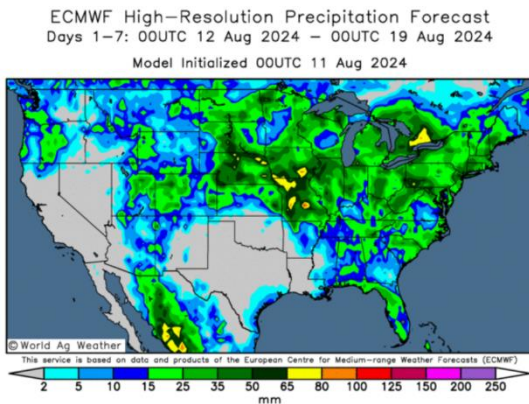 ECMWF High-Resolution Precipitation Forecast
Days 1-7: 00UTC 12 Aug 2024 - 00UTC 19 Aug 2024
Model Initialized 00UTC 11 Aug 2024
© World Ag Weather
This service is based on data and products of the European Centre for Medium-range Weather Forecasts (ECMWF)
2 5 10 15 25 35 50 65 80 100 125 150 200 250
mm